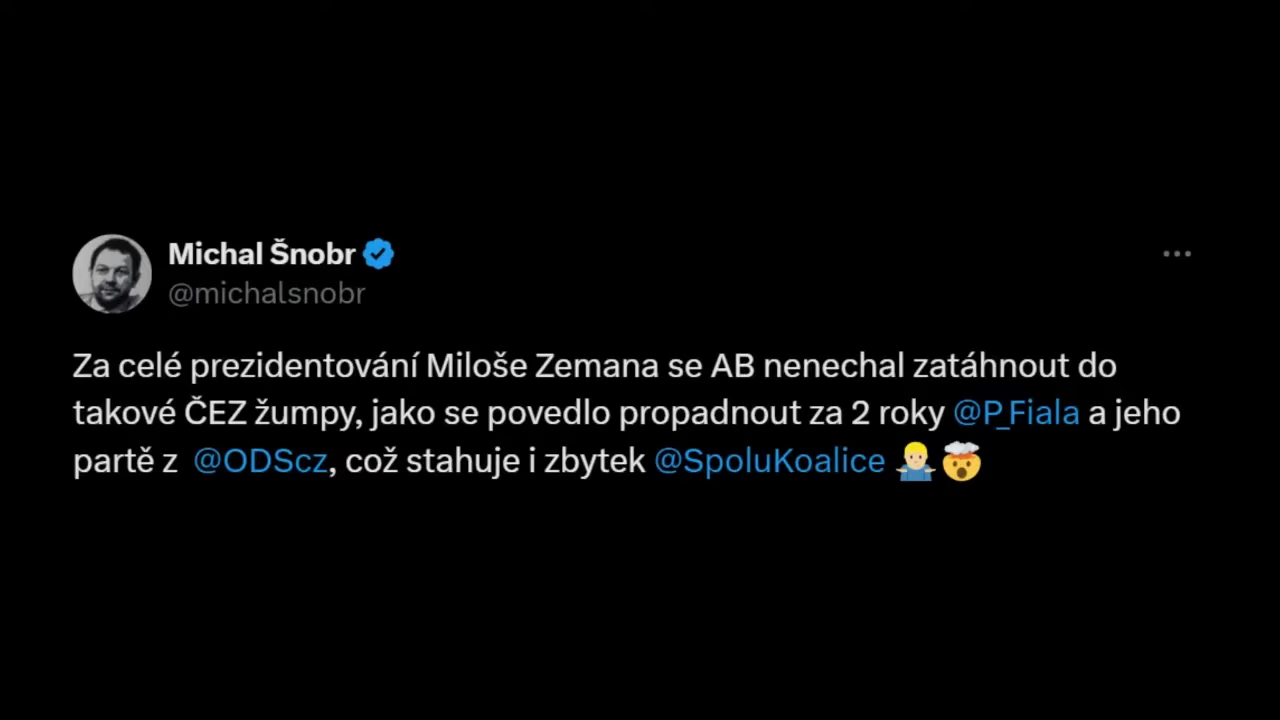 Michal Šnobr
@michalsnobr
Za celé prezidentování Miloše Zemana se AB nenechal zatáhnout do
takové ČEZ žumpy, jako se povedlo propadnout za 2 roky @P_Fiala a jeho
partě z @ODScz, což stahuje i zbytek @SpoluKoalice 🤷🏼‍♂️🤯